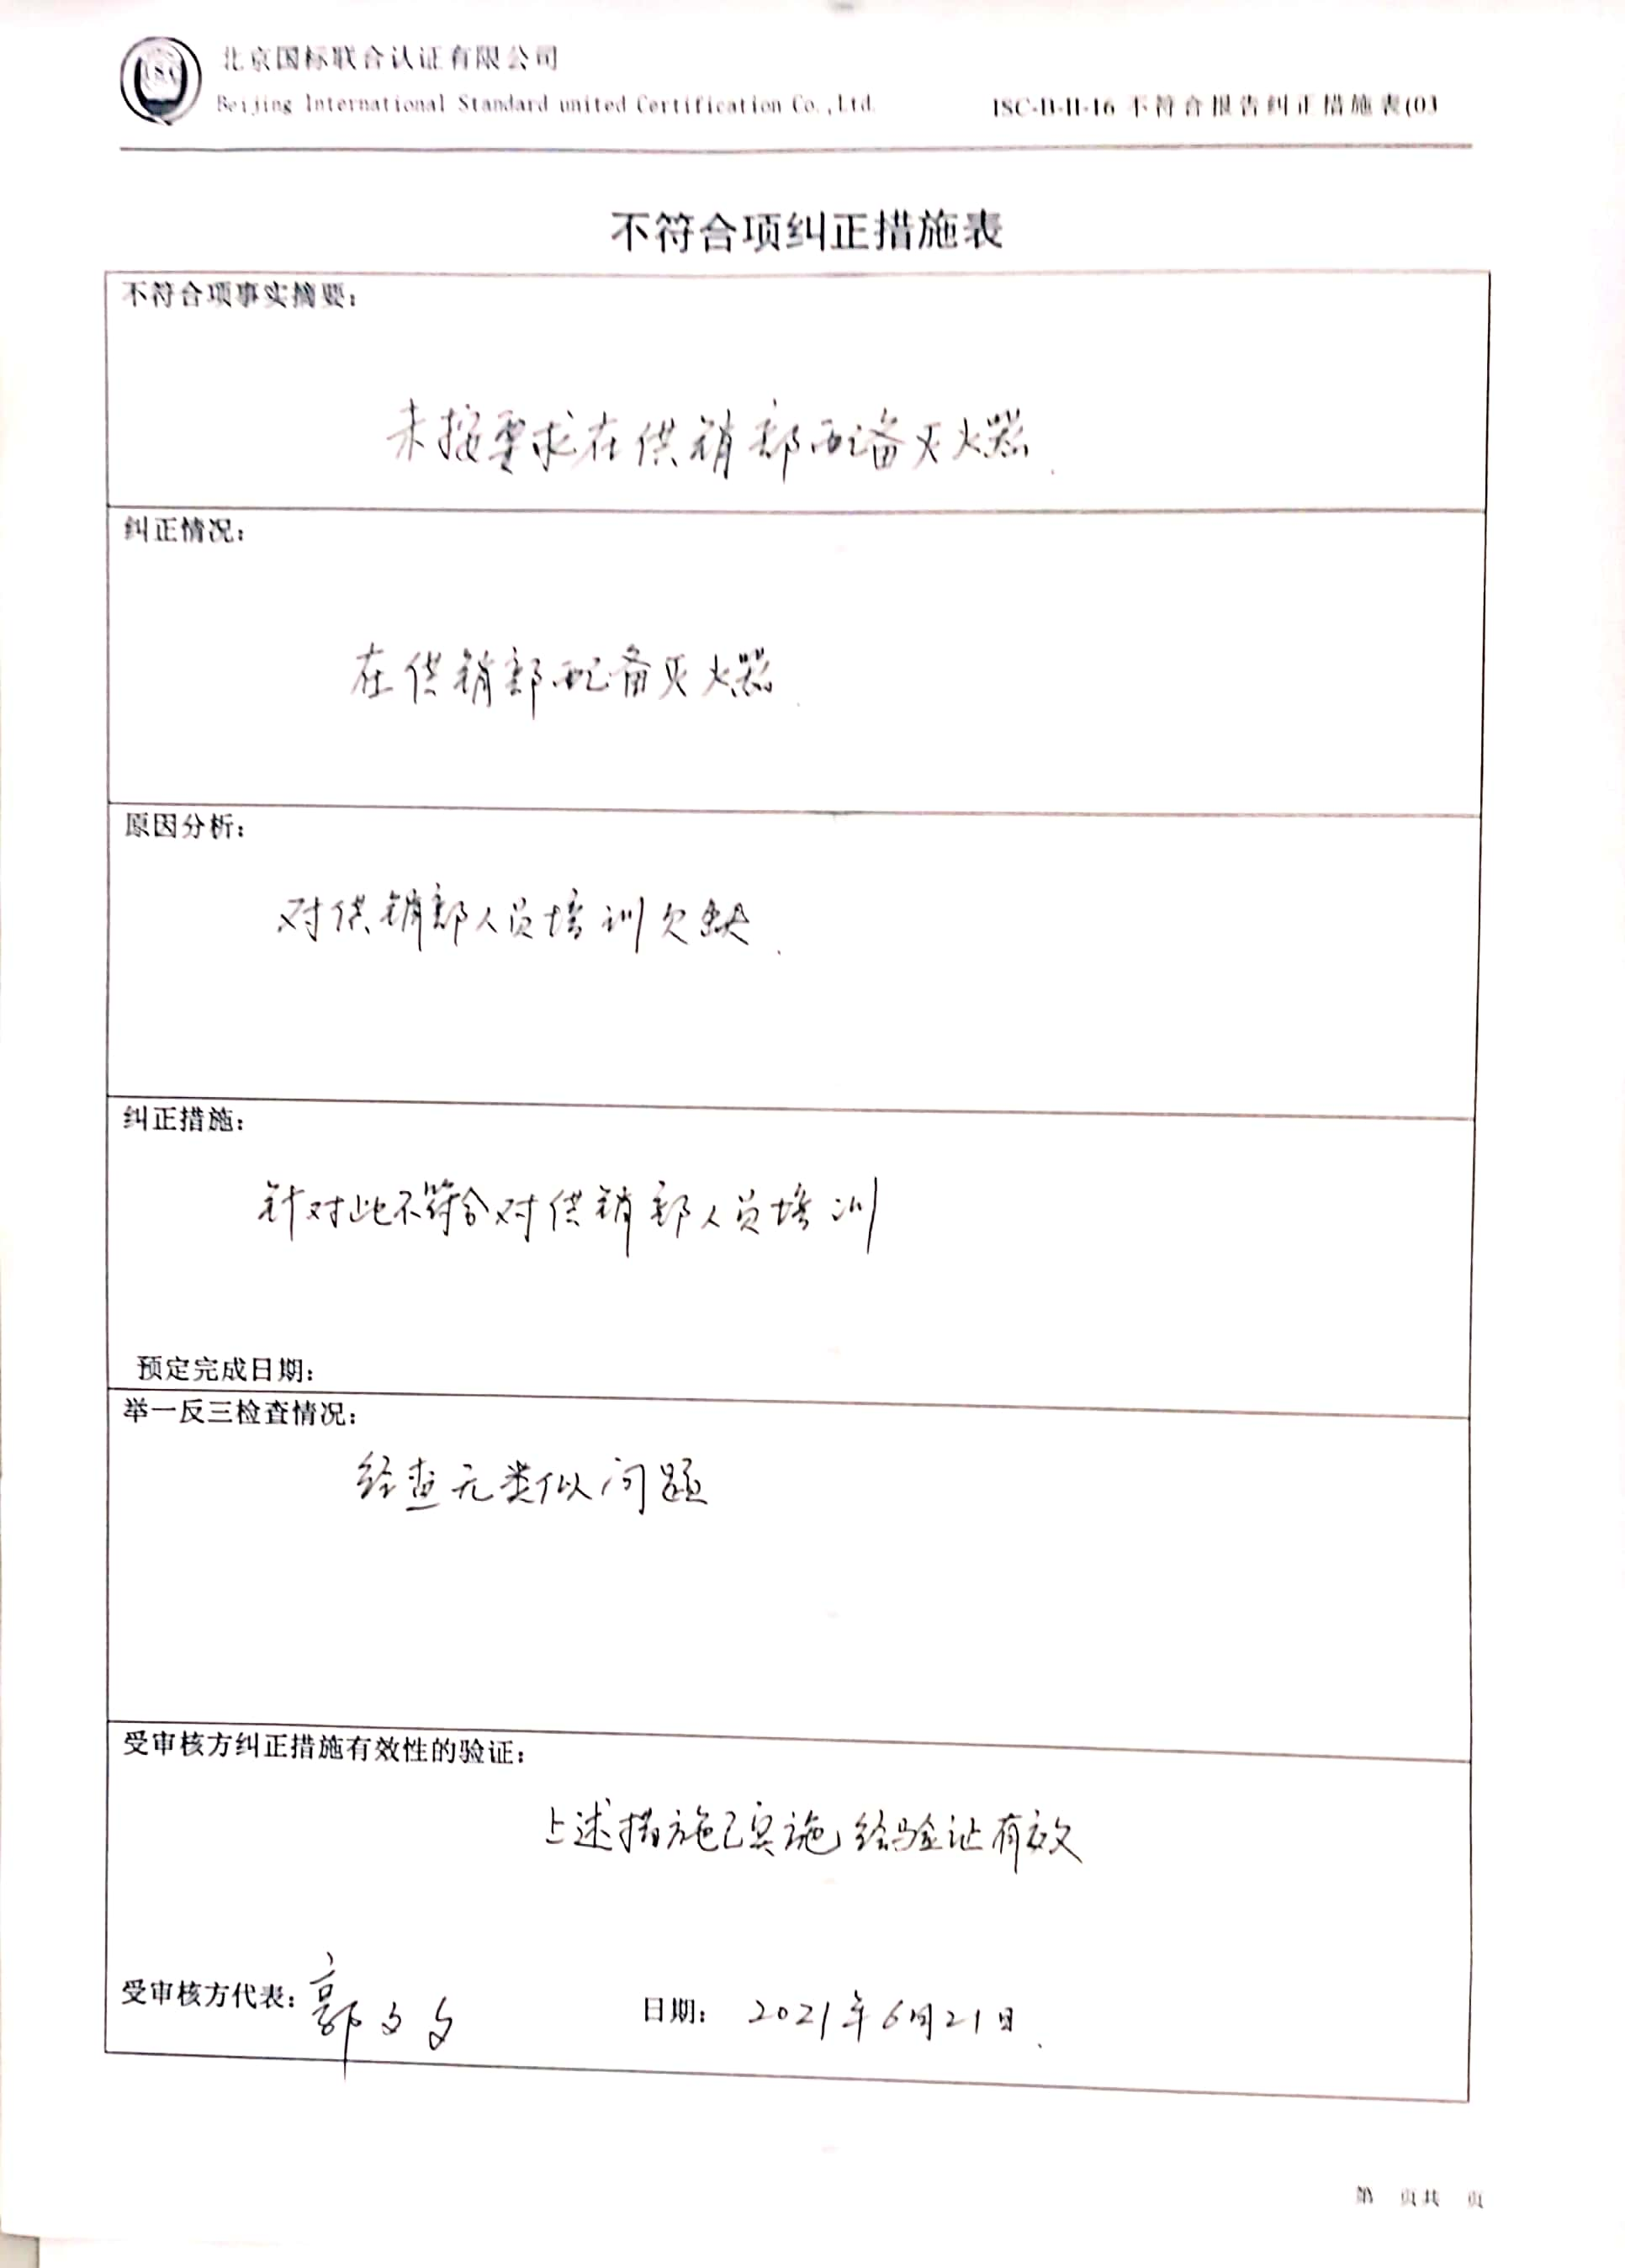 北京国标联合认证有限公司
Beijing International Standard united Certification Co.,Ltd.
ISC-B-II-16 不符合报告纠正措施表(03
不符合项纠正措施表
不符合项事实摘要：
未按要求在供销部配备灭火器.
纠正情况：
在供销部配备灭火器.
原因分析：
对供销部人员培训欠缺.
纠正措施：
针对此不符合对供销部人员培训
预定完成日期：
举一反三检查情况：
经查无类似问题
受审核方纠正措施有效性的验证：
上述措施已实施，经验证有效
受审核方代表：郭文文 日期： 2021年6月21日.
第 页共 页